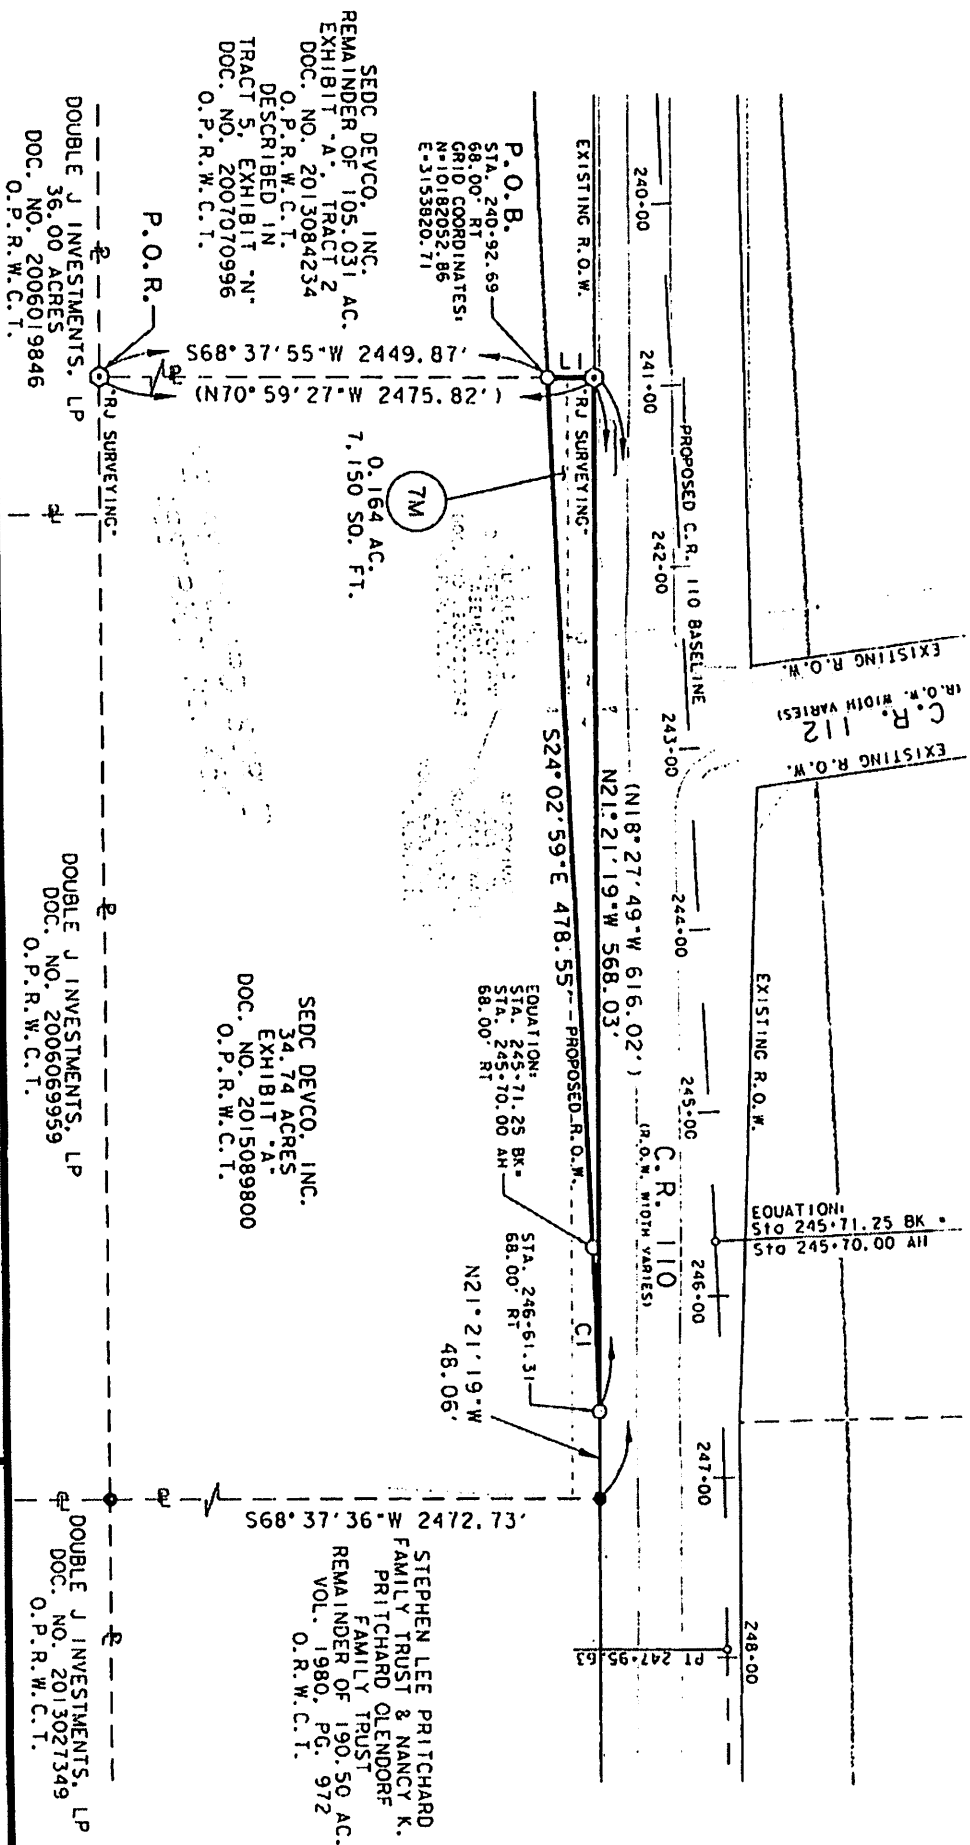 SEDC DEVCO, INC.
REMAINDER OF 105.031 AC.
EXHIBIT "A", TRACT 2
DOC. NO. 2013084234
O.P.R.W.C.T.
DESCRIBED IN
TRACT 5, EXHIBIT "N"
DOC. NO. 2007070996
O.P.R.W.C.T.
DOUBLE J INVESTMENTS, LP
36.00 ACRES
DOC. NO. 2006019846
O.P.R.W.C.T.
P.O.R.
"RJ SURVEYING"
P.O.B.
STA. 240+92.69
68.00' RT
GRID COORDINATES:
N=10182052.86
E=3153820.71
S68°37'55"W 2449.87'
(N70°59'27"W 2475.82')
L1
"RJ SURVEYING"
7M
0.164 AC.
7,150 SQ. FT.
EXISTING R.O.W.
240+00
241+00
242+00
243+00
244+00
245+00
246+00
247+00
248+00
PROPOSED C.R. 110 BASELINE
EXISTING R.O.W.
C.R. 112
(R.O.W. WIDTH VARIES)
EXISTING R.O.W.
(N18°27'49"W 616.02')
N21°21'19"W 568.03'
S24°02'59"E 478.55'
PROPOSED R.O.W.
EXISTING R.O.W.
C.R. 110
(R.O.W. WIDTH VARIES)
EQUATION:
Sta 245+71.25 BK =
Sta 245+70.00 AH
EQUATION:
STA. 245+71.25 BK=
STA. 245+70.00 AH
68.00' RT
STA. 246+61.31
68.00' RT
C1
N21°21'19"W
48.06'
PT 247+95.63
SEDC DEVCO, INC.
34.74 ACRES
EXHIBIT "A"
DOC. NO. 2015089800
O.P.R.W.C.T.
DOUBLE J INVESTMENTS, LP
DOC. NO. 2006069959
O.P.R.W.C.T.
S68°37'36"W 2472.73'
STEPHEN LEE PRITCHARD
FAMILY TRUST & NANCY K.
PRITCHARD OLENDORF
FAMILY TRUST
REMAINDER OF 190.50 AC.
VOL. 1980, PG. 972
O.R.W.C.T.
DOUBLE J INVESTMENTS, LP
DOC. NO. 2013027349
O.P.R.W.C.T.